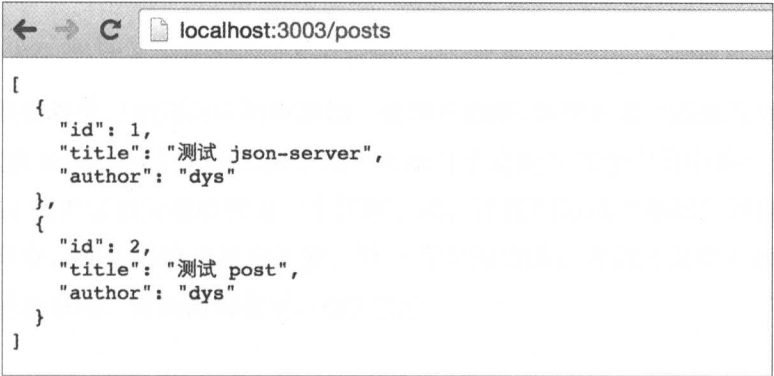 localhost:3003/posts
[
  {
    "id": 1,
    "title": "测试 json-server",
    "author": "dys"
  },
  {
    "id": 2,
    "title": "测试 post",
    "author": "dys"
  }
]